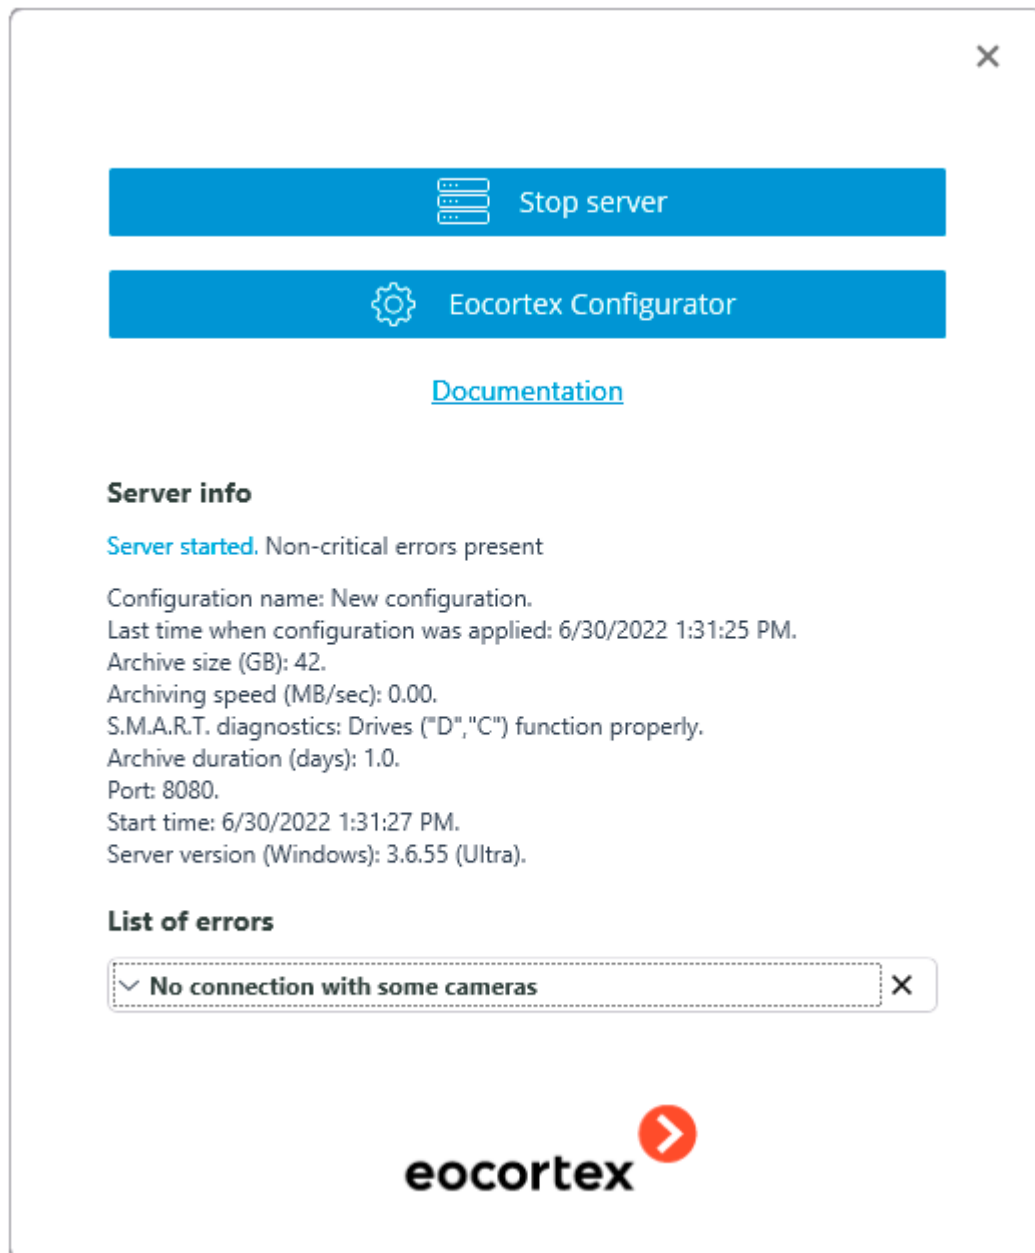 Stop server
Eocortex Configurator
Documentation
Server info
Server started. Non-critical errors present
Configuration name: New configuration.
Last time when configuration was applied: 6/30/2022 1:31:25 PM.
Archive size (GB): 42.
Archiving speed (MB/sec): 0.00.
S.M.A.R.T. diagnostics: Drives ("D","C") function properly.
Archive duration (days): 1.0.
Port: 8080.
Start time: 6/30/2022 1:31:27 PM.
Server version (Windows): 3.6.55 (Ultra).
List of errors
No connection with some cameras
eocortex